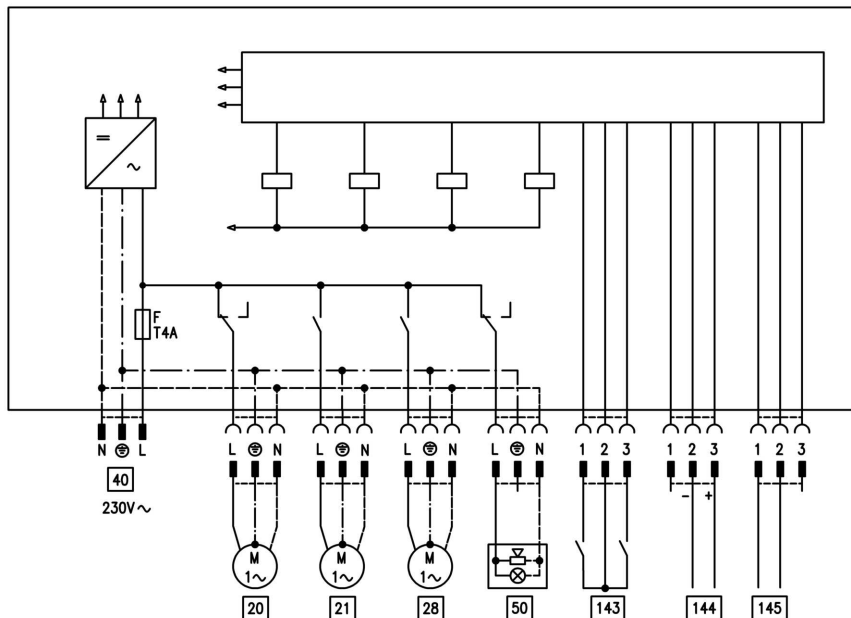 F
T4A
N ⏚ L L ⏚ N L ⏚ N L ⏚ N L ⏚ N 1 2 3 1 2 3 1 2 3
40 - +
230V~
M M M
1~ 1~ 1~
20 21 28 50 143 144 145